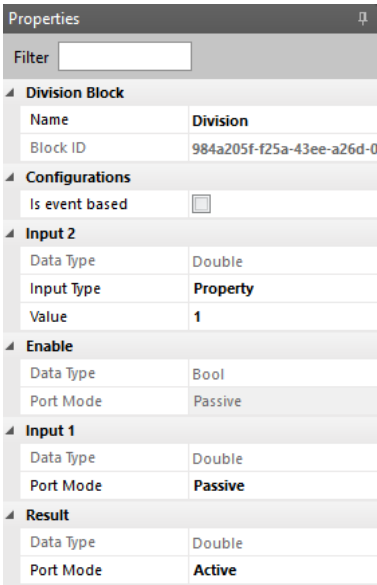 Properties
Filter
Division Block
Name Division
Block ID 984a205f-f25a-43ee-a26d-0
Configurations
Is event based
Input 2
Data Type Double
Input Type Property
Value 1
Enable
Data Type Bool
Port Mode Passive
Input 1
Data Type Double
Port Mode Passive
Result
Data Type Double
Port Mode Active